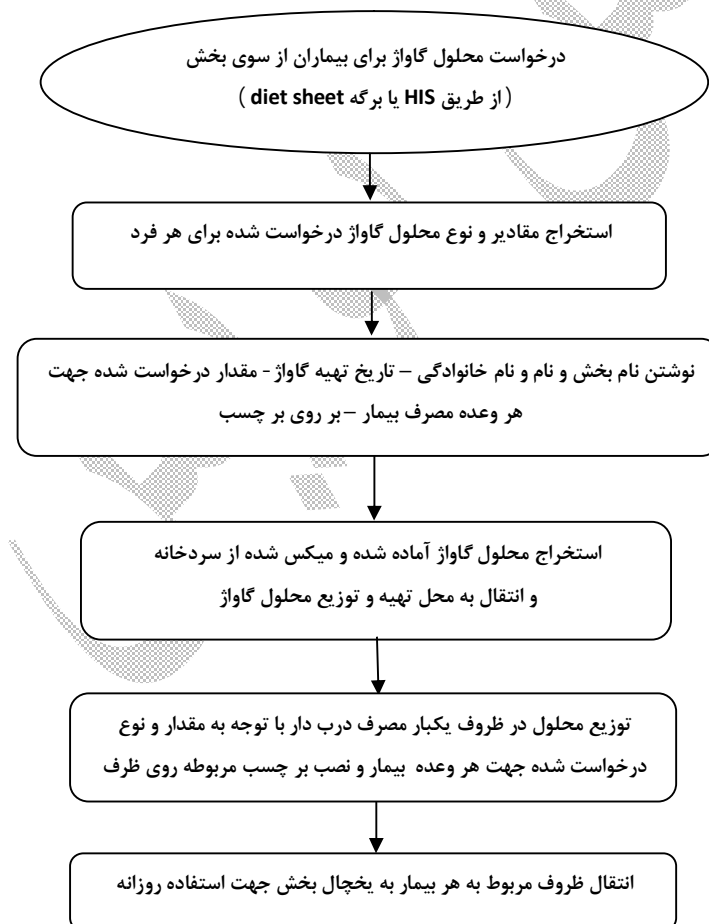 درخواست محلول گاواژ برای بیماران از سوی بخش
( از طریق HIS یا برگه diet sheet )
استخراج مقادیر و نوع محلول گاواژ درخواست شده برای هر فرد
نوشتن نام بخش و نام و نام خانوادگی – تاریخ تهیه گاواژ - مقدار درخواست شده جهت
هر وعده مصرف بیمار – بر روی بر چسب
استخراج محلول گاواژ آماده شده و میکس شده از سردخانه
و انتقال به محل تهیه و توزیع محلول گاواژ
توزیع محلول در ظروف یکبار مصرف درب دار با توجه به مقدار و نوع
درخواست شده جهت هر وعده بیمار و نصب بر چسب مربوطه روی ظرف
انتقال ظروف مربوط به هر بیمار به یخچال بخش جهت استفاده روزانه